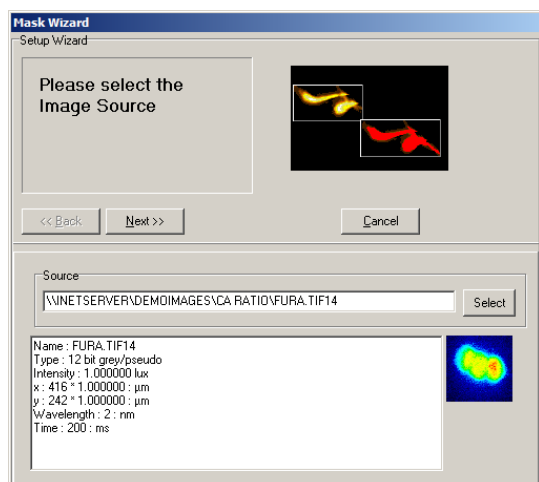 Mask Wizard
Setup Wizard
Please select the
Image Source
<< Back
Next >>
Cancel
Source
\\INETSERVER\DEMOIMAGES\CA RATIO\FURA.TIF14
Select
Name : FURA.TIF14
Type : 12 bit grey/pseudo
Intensity : 1.000000 lux
x : 416 * 1.000000 : µm
y : 242 * 1.000000 : µm
Wavelength : 2 : nm
Time : 200 : ms